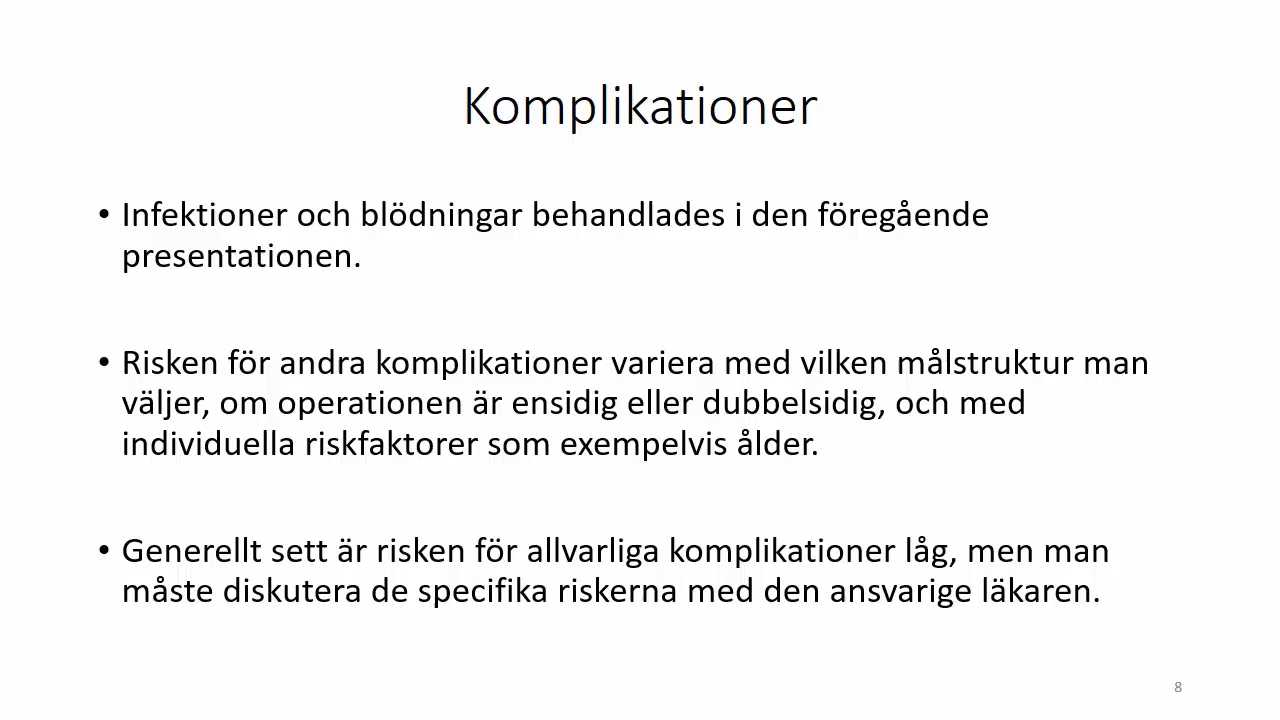 Komplikationer
• Infektioner och blödningar behandlades i den föregående
presentationen.
• Risken för andra komplikationer variera med vilken målstruktur man
väljer, om operationen är ensidig eller dubbelsidig, och med
individuella riskfaktorer som exempelvis ålder.
• Generellt sett är risken för allvarliga komplikationer låg, men man
måste diskutera de specifika riskerna med den ansvarige läkaren.
8